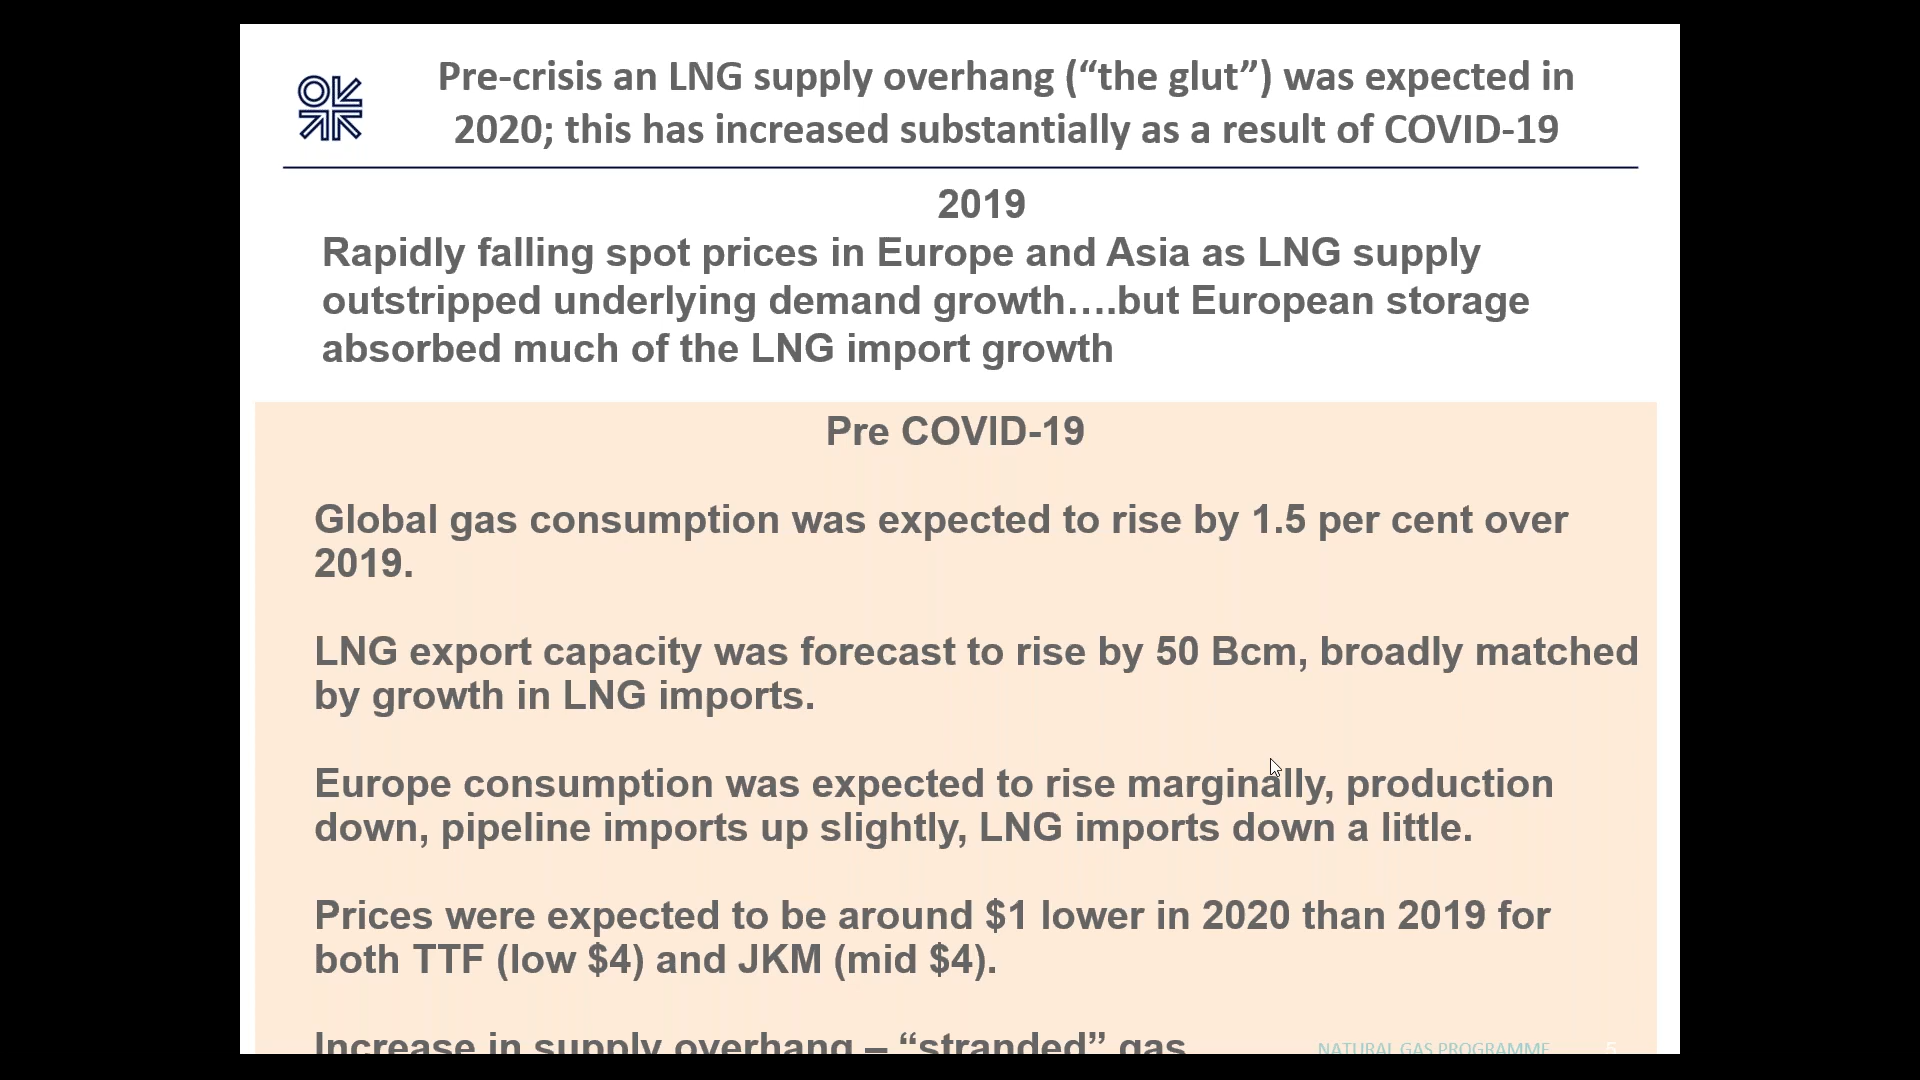 Pre-crisis an LNG supply overhang (“the glut”) was expected in
2020; this has increased substantially as a result of COVID-19
2019
Rapidly falling spot prices in Europe and Asia as LNG supply
outstripped underlying demand growth….but European storage
absorbed much of the LNG import growth
Pre COVID-19
Global gas consumption was expected to rise by 1.5 per cent over
2019.
LNG export capacity was forecast to rise by 50 Bcm, broadly matched
by growth in LNG imports.
Europe consumption was expected to rise marginally, production
down, pipeline imports up slightly, LNG imports down a little.
Prices were expected to be around $1 lower in 2020 than 2019 for
both TTF (low $4) and JKM (mid $4).
Increase in supply overhang – “stranded” gas
NATURAL GAS PROGRAMME 5